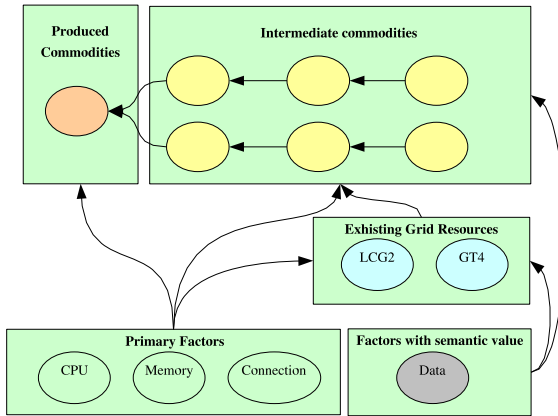 Produced
Commodities
Intermediate commodities
Exhisting Grid Resources
LCG2
GT4
Primary Factors
CPU
Memory
Connection
Factors with semantic value
Data